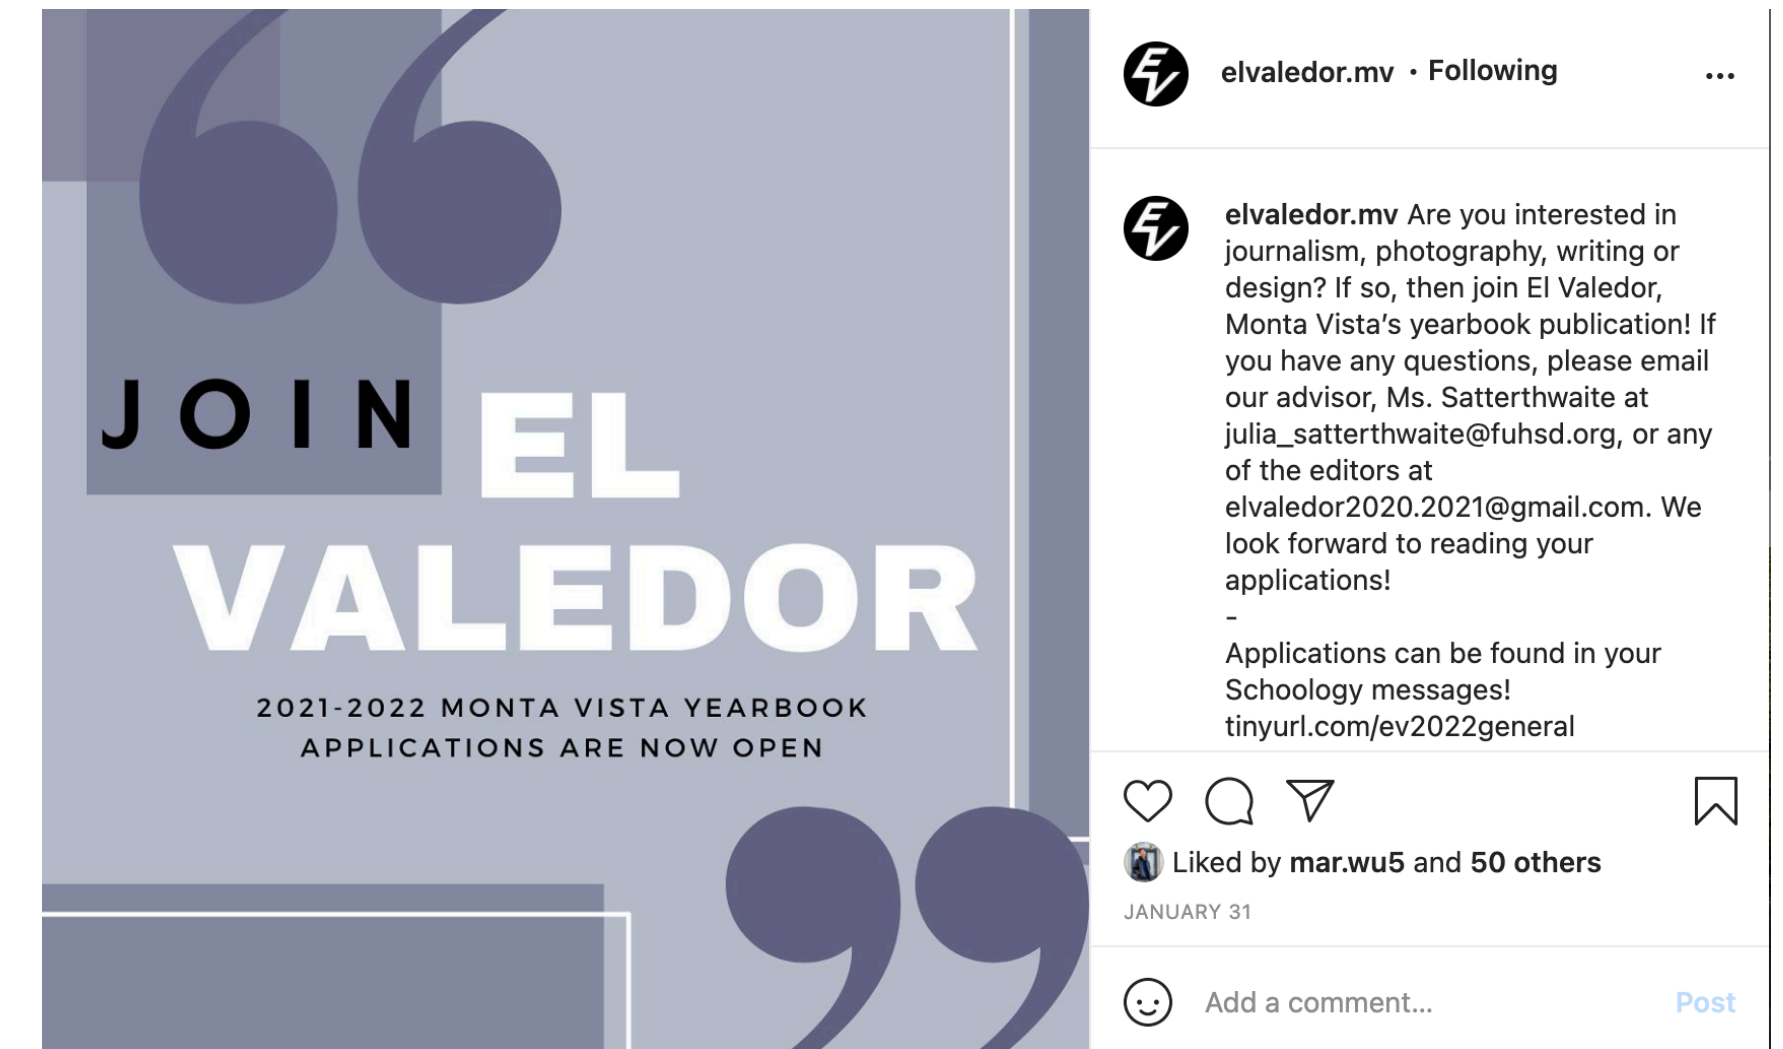 JOIN EL
VALEDOR
2021-2022 MONTA VISTA YEARBOOK
APPLICATIONS ARE NOW OPEN
EV
elvaledor.mv • Following
EV
elvaledor.mv Are you interested in
journalism, photography, writing or
design? If so, then join El Valedor,
Monta Vista’s yearbook publication! If
you have any questions, please email
our advisor, Ms. Satterthwaite at
julia_satterthwaite@fuhsd.org, or any
of the editors at
elvaledor2020.2021@gmail.com. We
look forward to reading your
applications!
-
Applications can be found in your
Schoology messages!
tinyurl.com/ev2022general
Liked by mar.wu5 and 50 others
JANUARY 31
Add a comment...
Post